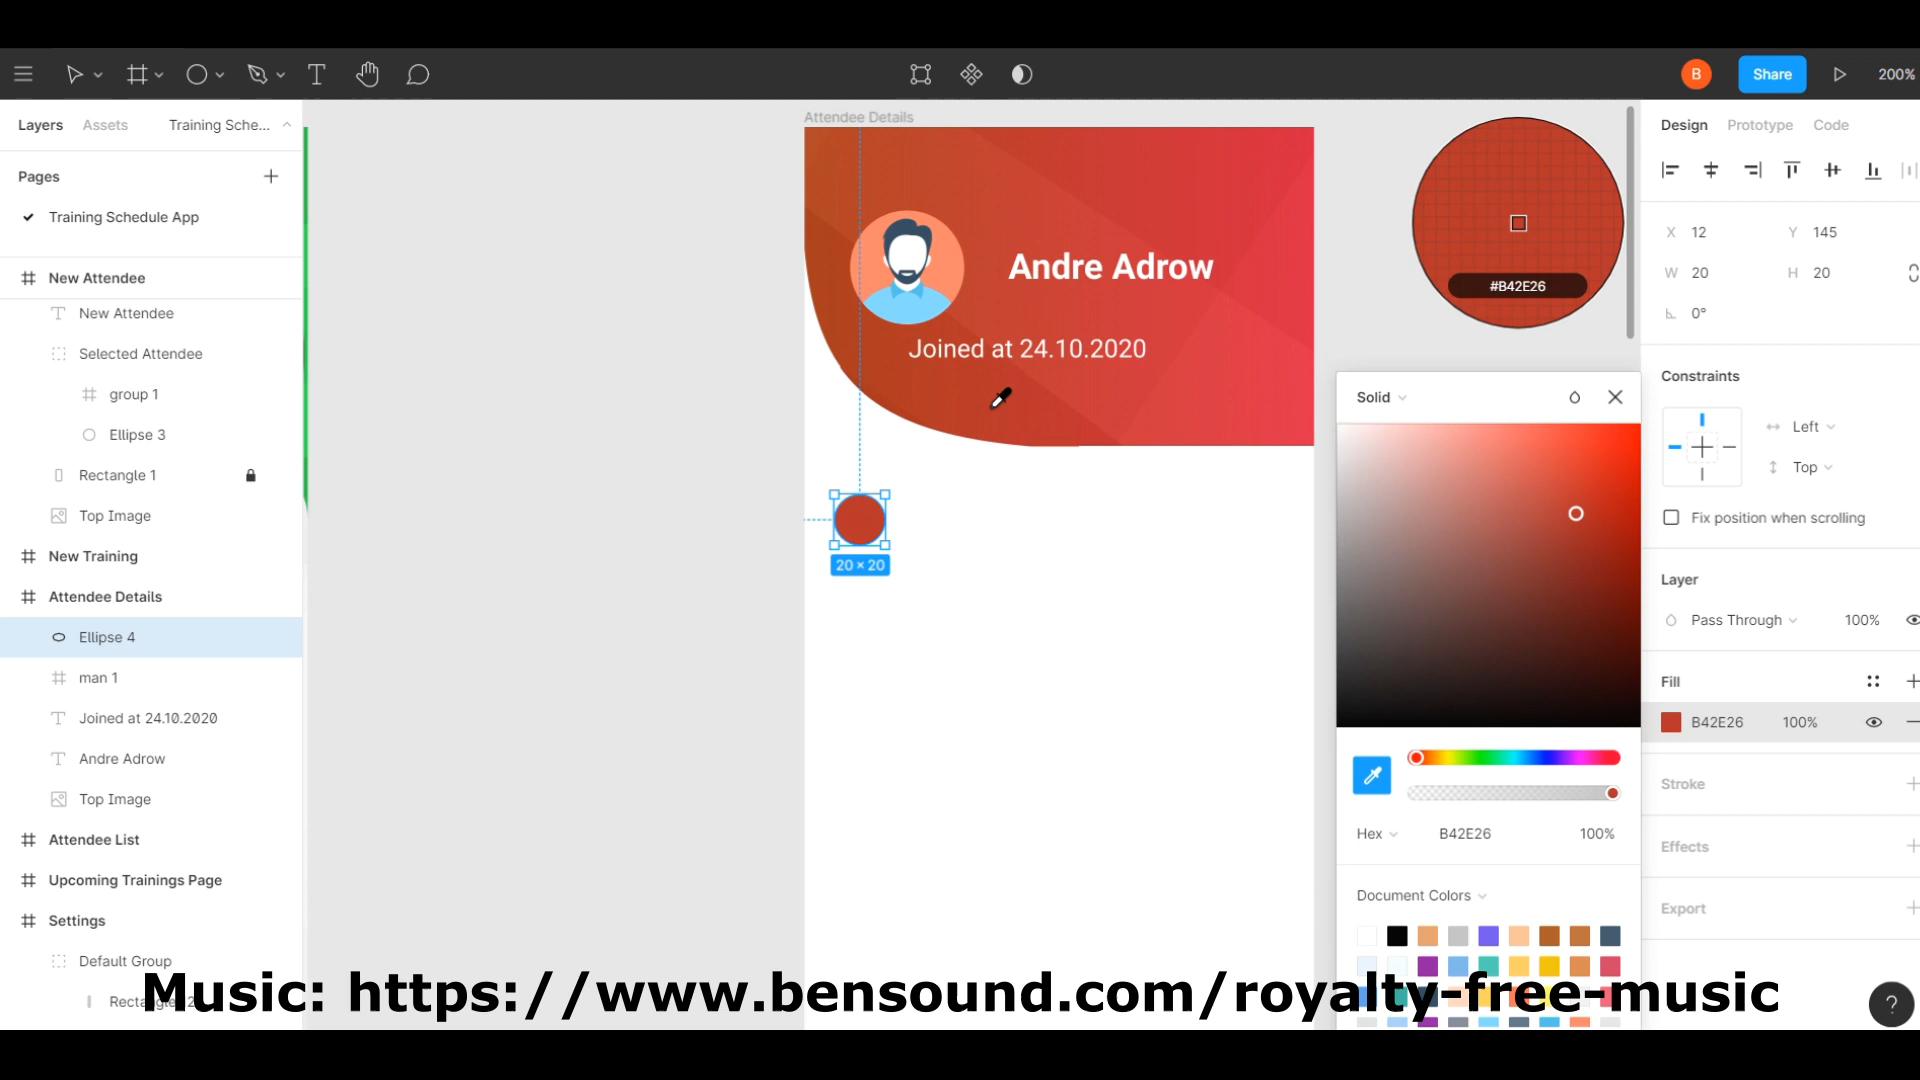 B
Share
200%
Layers
Assets
Training Sche...
Pages
Training Schedule App
New Attendee
New Attendee
Selected Attendee
group 1
Ellipse 3
Rectangle 1
Top Image
New Training
Attendee Details
Ellipse 4
man 1
Joined at 24.10.2020
Andre Adrow
Top Image
Attendee List
Upcoming Trainings Page
Settings
Default Group
Attendee Details
Andre Adrow
Joined at 24.10.2020
20 × 20
#B42E26
Solid
Hex
B42E26
100%
Document Colors
Design
Prototype
Code
X 12
Y 145
W 20
H 20
0°
Constraints
Left
Top
Fix position when scrolling
Layer
Pass Through
100%
Fill
B42E26
100%
Stroke
Effects
Export
?
Music: https://www.bensound.com/royalty-free-music